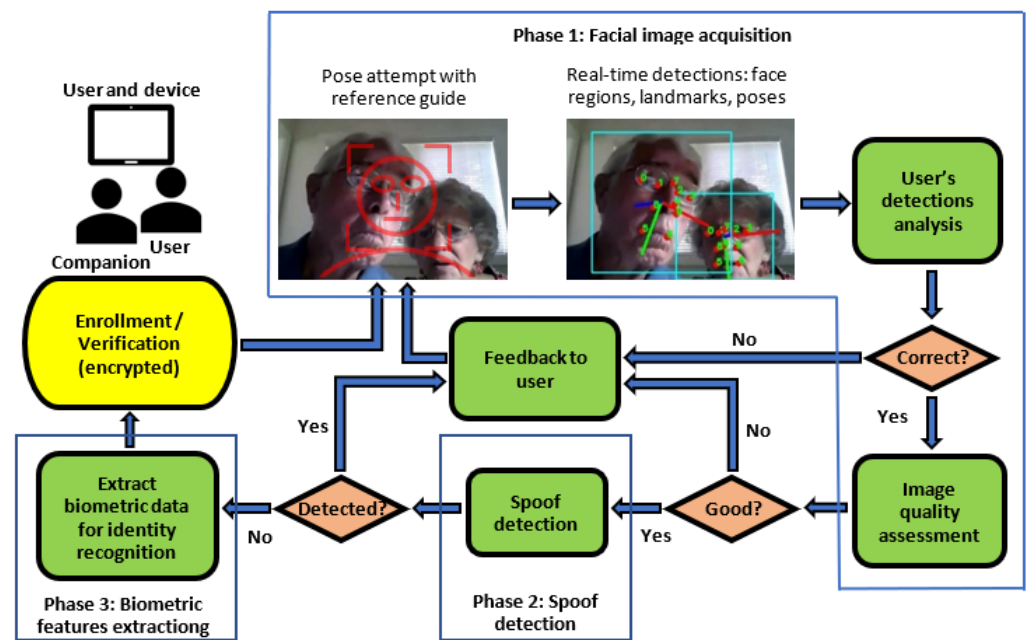 Phase 1: Facial image acquisition
Pose attempt with
reference guide
Real-time detections: face
regions, landmarks, poses
User and device
User
Companion
User's
detections
analysis
Enrollment /
Verification
(encrypted)
Feedback to
user
No
Correct?
Yes
Yes
No
Extract
biometric data
for identity
recognition
No
Detected?
Spoof
detection
Yes
Good?
Image
quality
assessment
Phase 3: Biometric
features extractiong
Phase 2: Spoof
detection